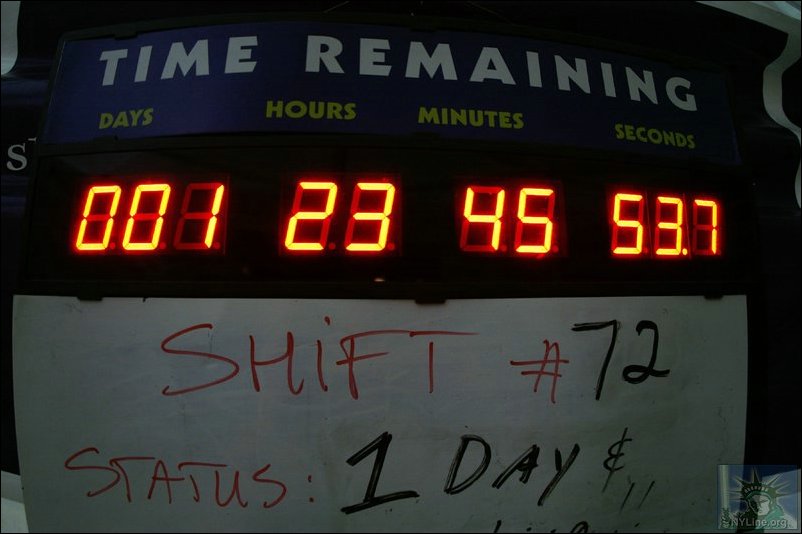 TIME REMAINING
DAYS HOURS MINUTES SECONDS
001 23 45 53.7
SHIFT #72
STATUS: 1 DAY &
NYLine.org